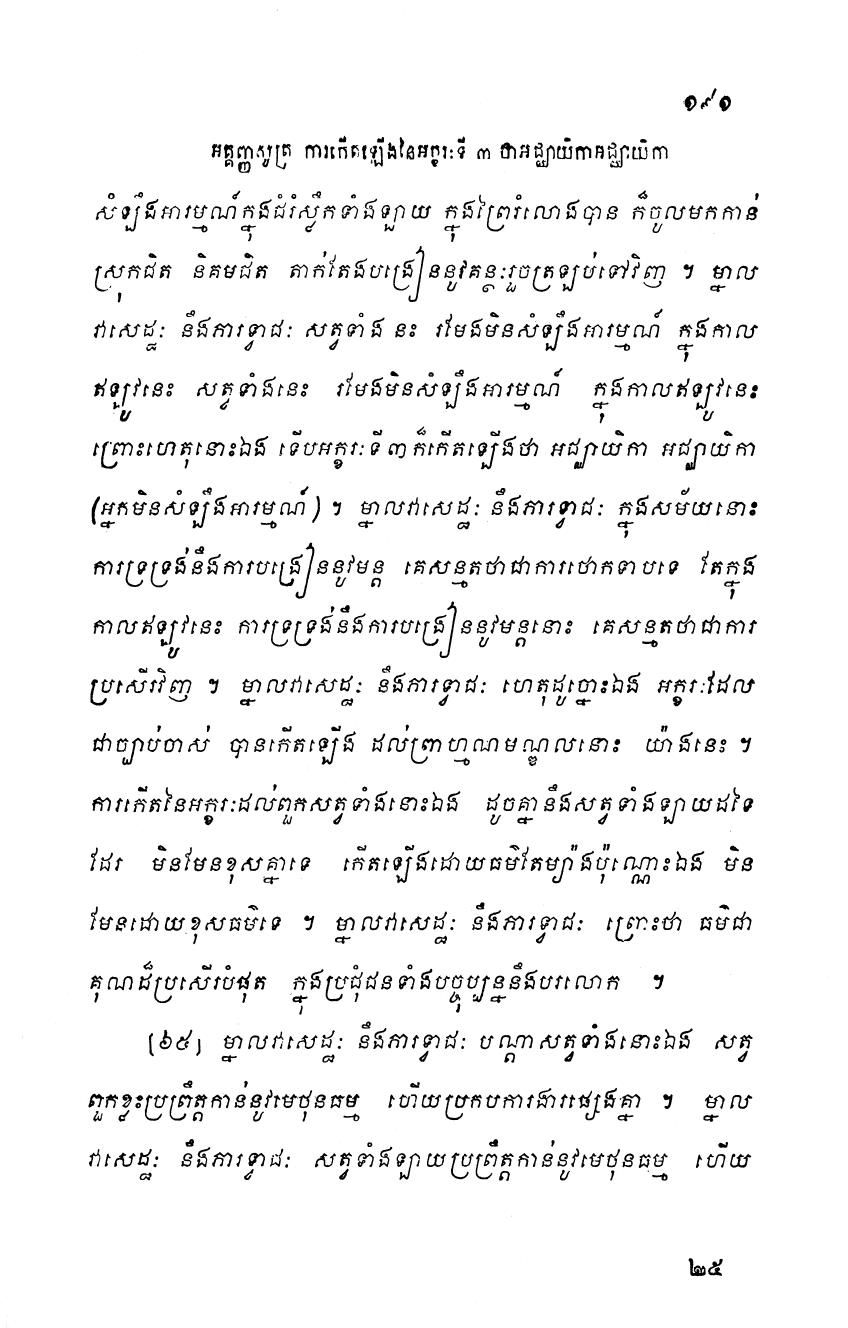 ១៩១
អគ្គញ្ញសូត្រ ការកើតឡើងនៃអក្ខរៈទី ៣ ថាអជ្ឈាយិកាអជ្ឈាយិកា
សំឡឹងអារម្មណ៍ក្នុងជំរំស្លឹកទាំងឡាយ ក្នុងព្រៃរំលោងបាន ក៏ចូលមកកាន់
ស្រុកជិត និគមជិត តាក់តែងបង្រៀននូវគន្ថៈរួចត្រឡប់ទៅវិញ ។ ម្នាល
វាសេដ្ឋៈ នឹងភារទ្វាជៈ សត្វទាំង នះ រមែងមិនសំឡឹងអារម្មណ៍ ក្នុងកាល
ឥឡូវនេះ សត្វទាំងនេះ រមែងមិនសំឡឹងអារម្មណ៍ ក្នុងកាលឥឡូវនេះ
ព្រោះហេតុនោះឯង ទើបអក្ខរៈទី ៣ ក៏កើតឡើងថា អជ្ឈាយិកា អជ្ឈាយិកា
(អ្នកមិនសំឡឹងអារម្មណ៍) ។ ម្នាលវាសេដ្ឋៈ នឹងភារទ្វាជៈ ក្នុងសម័យនោះ
ការទ្រទ្រង់នឹងការបង្រៀននូវមន្ត គេសន្មតថាជាការថោកទាបទេ តែក្នុង
កាលឥឡូវនេះ ការទ្រទ្រង់នឹងការបង្រៀននូវមន្តនោះ គេសន្មតថាជាការ
ប្រសើរវិញ ។ ម្នាលវាសេដ្ឋៈ នឹងភារទ្វាជៈ ហេតុដូច្នោះឯង អក្ខរៈដែល
ជាច្បាប់ចាស់ បានកើតឡើង ដល់ព្រាហ្មណមណ្ឌលនោះ យ៉ាងនេះ ។
ការកើតនៃអក្ខរៈដល់ពួកសត្វទាំងនោះឯង ដូចគ្នានឹងសត្វទាំងឡាយដទៃ
ដែរ មិនមែនខុសគ្នាទេ កើតឡើងដោយធម៌តែម្យ៉ាងប៉ុណ្ណោះឯង មិន
មែនដោយខុសធម៌ទេ ។ ម្នាលវាសេដ្ឋៈ នឹងភារទ្វាជៈ ព្រោះថា ធម៌ជា
គុណដ៏ប្រសើរបំផុត ក្នុងប្រជុំជនទាំងបច្ចុប្បន្ននឹងបរលោក ។
[៦៥] ម្នាលវាសេដ្ឋៈ នឹងភារទ្វាជៈ បណ្តាសត្វទាំងនោះឯង សត្វ
ពួកខ្លះប្រព្រឹត្តកាន់នូវមេថុនធម្ម ហើយប្រកបការងារផ្សេងគ្នា ។ ម្នាល
វាសេដ្ឋៈ នឹងភារទ្វាជៈ សត្វទាំងឡាយប្រព្រឹត្តកាន់នូវមេថុនធម្ម ហើយ
២៥